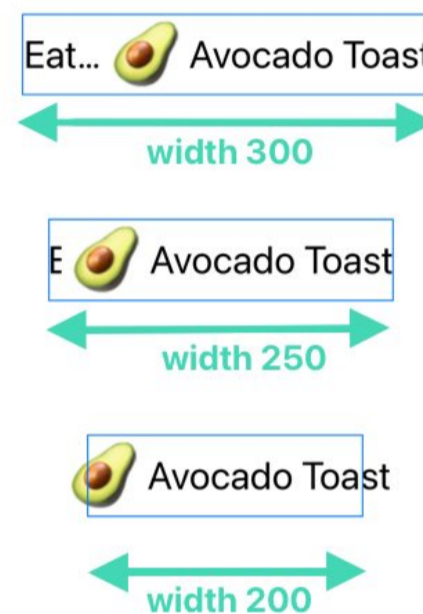 Eat... Avocado Toast
width 300
E Avocado Toast
width 250
Avocado Toast
width 200